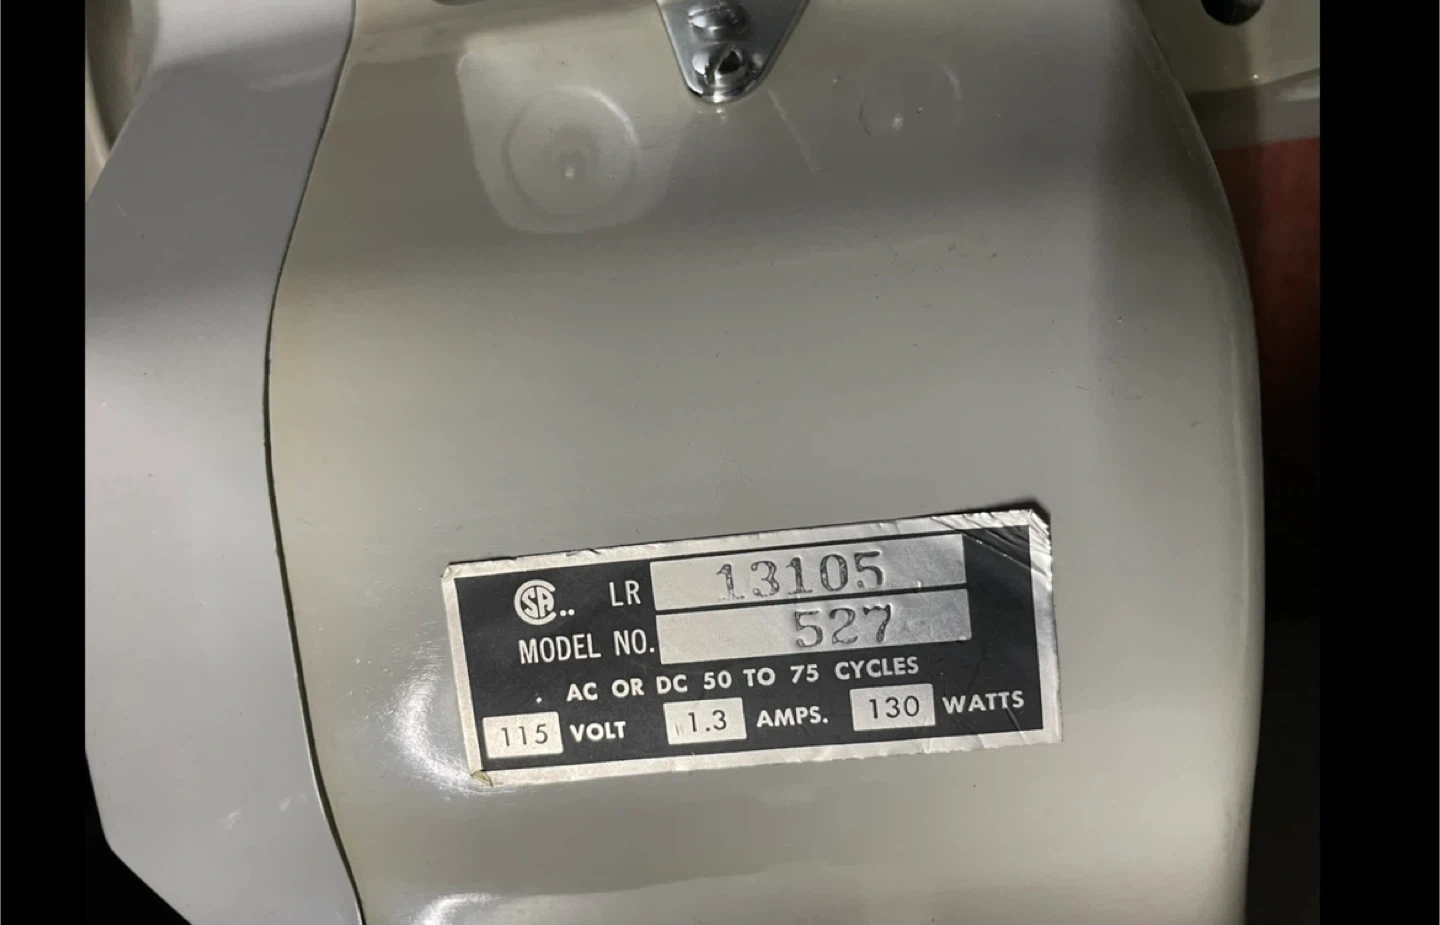 SA.. LR 13105
MODEL NO. 527
AC OR DC 50 TO 75 CYCLES
115 VOLT 1.3 AMPS. 130 WATTS